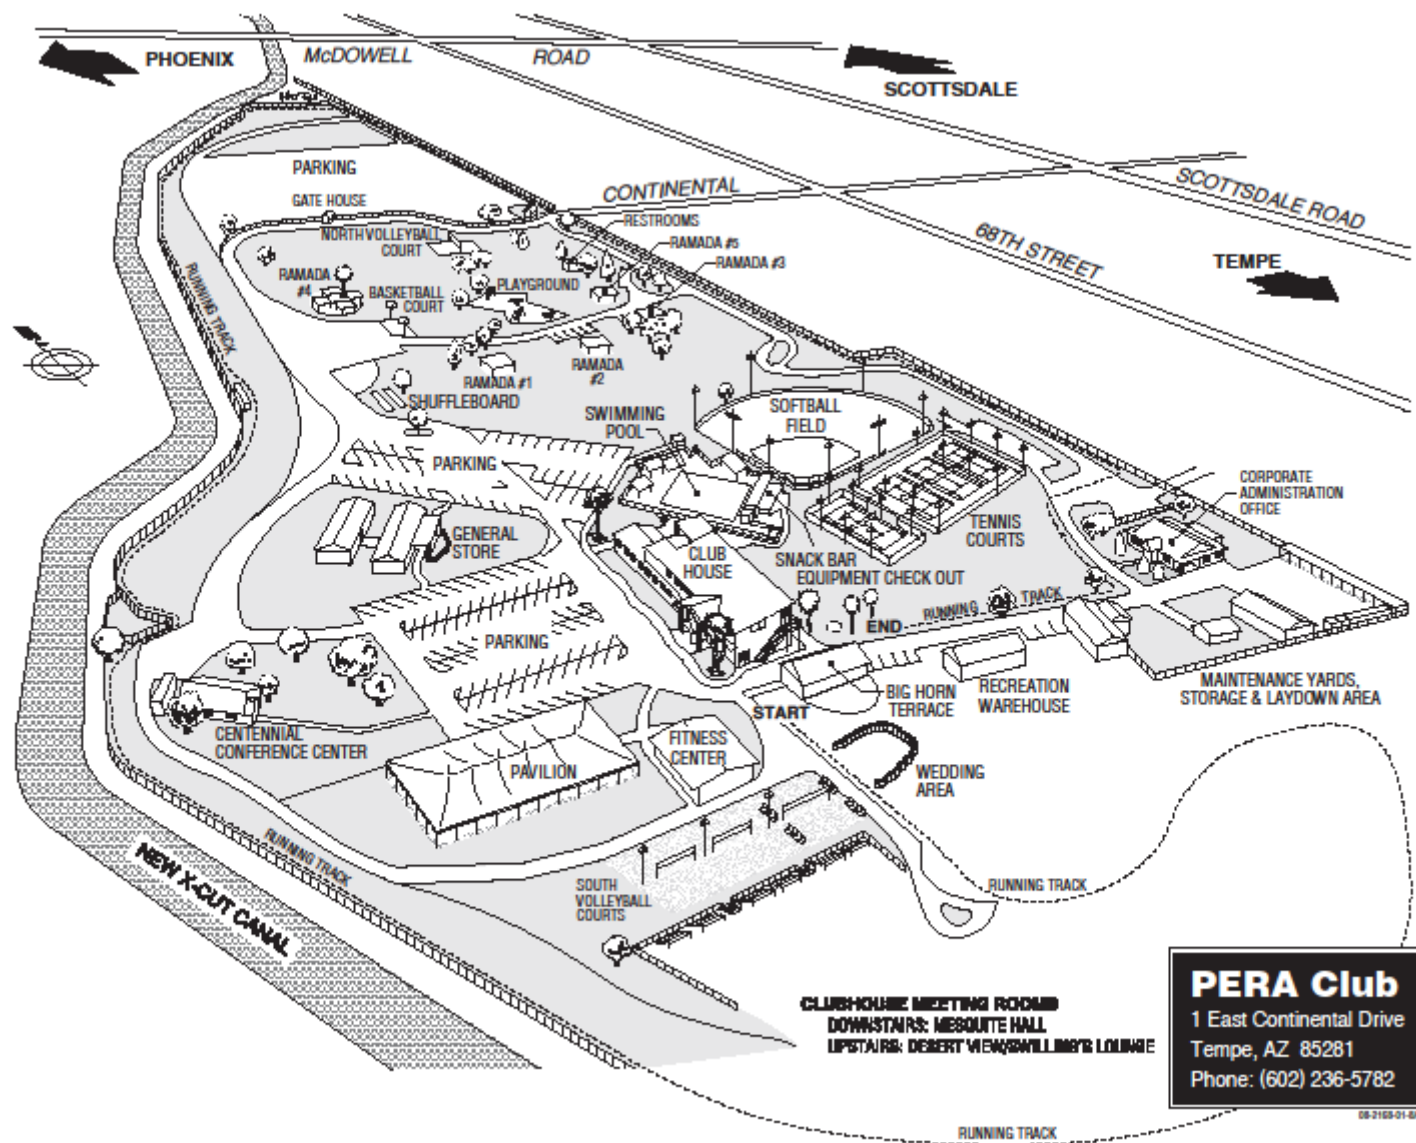 PHOENIX
McDOWELL
ROAD
SCOTTSDALE
PARKING
CONTINENTAL
SCOTTSDALE ROAD
GATE HOUSE
RESTROOMS
NORTH VOLLEYBALL
COURT
RAMADA #5
68TH STREET
RAMADA #3
TEMPE
RAMADA
#4
PLAYGROUND
BASKETBALL
COURT
RUNNING TRACK
RAMADA #1
RAMADA
#2
SHUFFLEBOARD
SWIMMING
POOL
SOFTBALL
FIELD
PARKING
CORPORATE
ADMINISTRATION
OFFICE
GENERAL
STORE
TENNIS
COURTS
CLUB
HOUSE
SNACK BAR
EQUIPMENT CHECK OUT
RUNNING TRACK
END
PARKING
MAINTENANCE YARDS,
STORAGE & LAYDOWN AREA
BIG HORN
TERRACE
RECREATION
WAREHOUSE
START
CENTENNIAL
CONFERENCE CENTER
FITNESS
CENTER
PAVILION
WEDDING
AREA
RUNNING TRACK
NEW X-CUT CANAL
SOUTH
VOLLEYBALL
COURTS
RUNNING TRACK
CLUBHOUSE MEETING ROOMS
DOWNSTAIRS: MESQUITE HALL
UPSTAIRS: DESERT VIEW/SWILLING'S LOUNGE
PERA Club
1 East Continental Drive
Tempe, AZ 85281
Phone: (602) 236-5782
RUNNING TRACK